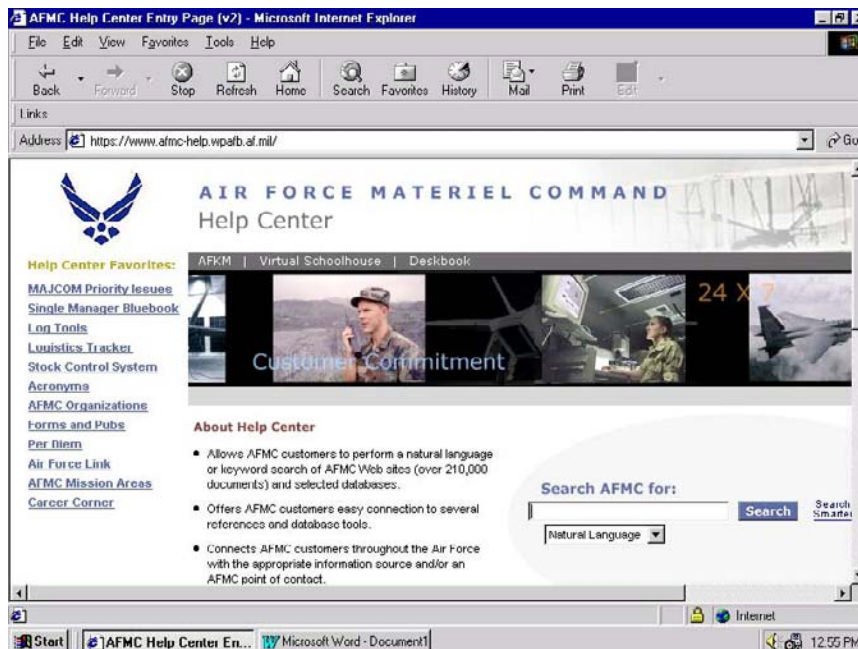 AFMC Help Center Entry Page (v2) - Microsoft Internet Explorer
File Edit View Favorites Tools Help
Back Forward Stop Refresh Home Search Favorites History Mail Print Edit
Links
Address https://www.afmc-help.wpafb.af.mil/ Go
AIR FORCE MATERIEL COMMAND
Help Center
AFKM | Virtual Schoolhouse | Deskbook
24 X 7
Customer Commitment
Help Center Favorites:
MAJCOM Priority Issues
Single Manager Bluebook
Log Tools
Logistics Tracker
Stock Control System
Acronyms
AFMC Organizations
Forms and Pubs
Per Diem
Air Force Link
AFMC Mission Areas
Career Corner
About Help Center
• Allows AFMC customers to perform a natural language
or keyword search of AFMC Web sites (over 210,000
documents) and selected databases.
• Offers AFMC customers easy connection to several
references and database tools.
• Connects AFMC customers throughout the Air Force
with the appropriate information source and/or an
AFMC point of contact.
Search AFMC for:
Search
Search
Smarter
Natural Language
Internet
Start AFMC Help Center En... Microsoft Word - Document1 12:55 PM